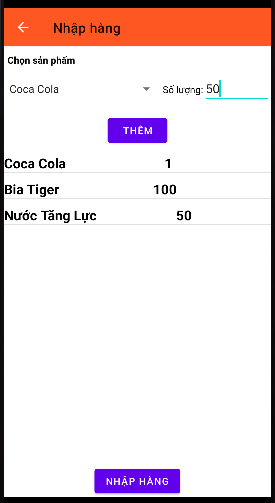 Nhập hàng
Chọn sản phẩm
Coca Cola Số lượng: 50
THÊM
Coca Cola 1
Bia Tiger 100
Nước Tăng Lực 50
NHẬP HÀNG